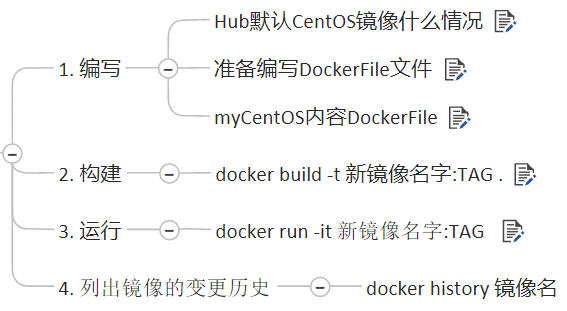 1. 编写
Hub默认CentOS镜像什么情况
准备编写DockerFile文件
myCentOS内容DockerFile
2. 构建
docker build -t 新镜像名字:TAG .
3. 运行
docker run -it 新镜像名字:TAG
4. 列出镜像的变更历史
docker history 镜像名